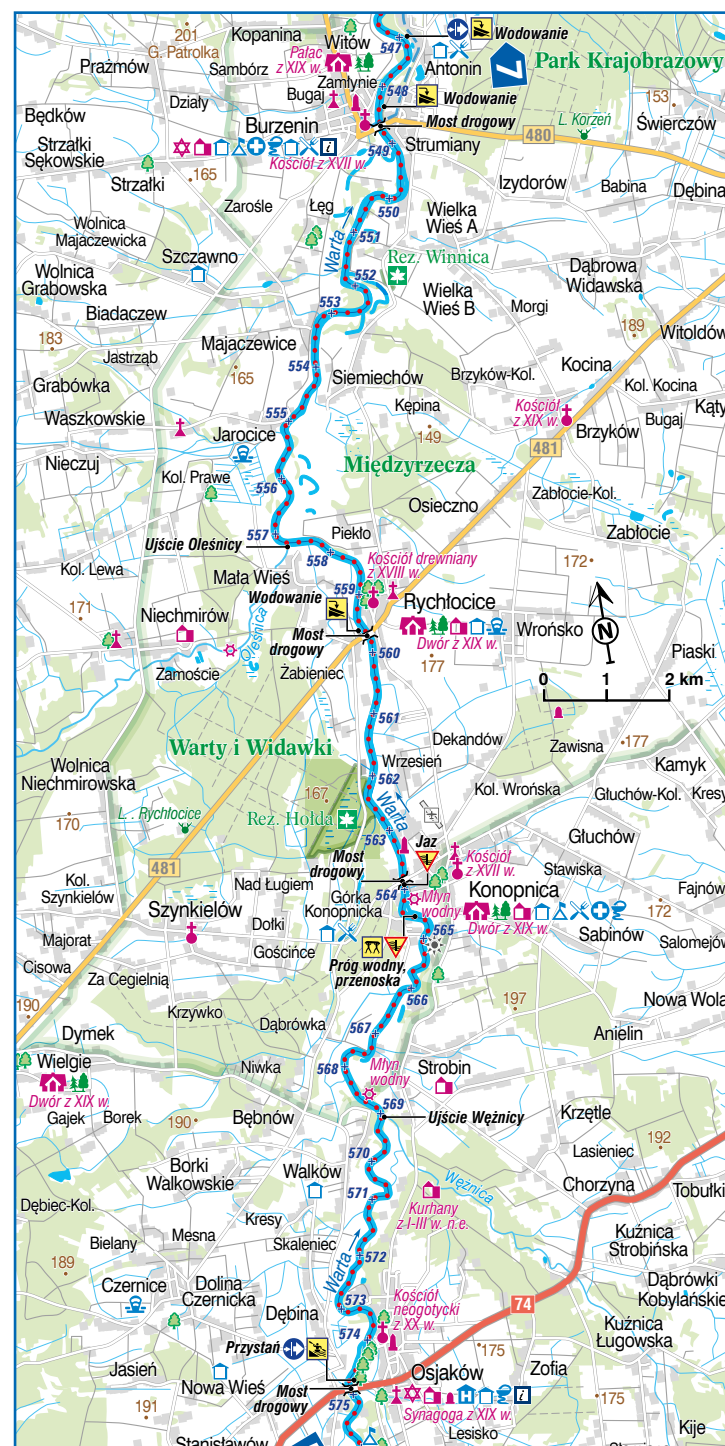 201
G. Patrolka
Kopanina
Witów
547
Wodowanie
Prażmów
Sambórz
Pałac
z XIX w.
Antonin
Park Krajobrazowy
Zamłynie
Bugaj
548
Wodowanie
153
Działy
Będków
Burzenin
Most drogowy
L. Korzeń
Świerczów
480
Strzałki
Sękowskie
549
Strumiany
Kościół z XVII w.
i
165
Strzałki
Izydorów
Babina
Dębina
Zarośle
Łęg
550
Wielka
Wieś A
Wolnica
Majaczewicka
551
Warta
Szczawno
Rez. Winnica
Wolnica
Grabowska
552
Dąbrowa
Widawska
Wielka
Wieś B
Biadaczew
553
Morgi
183
Majaczewice
189
Witoldów
Jastrząb
554
165
Siemiechów
Brzyków-Kol.
Kocina
Grabówka
Kol. Kocina
Kępina
Kościół
z XIX w.
Waszkowskie
555
Kąty
Bugaj
149
Brzyków
Jarocice
481
Nieczuj
Międzyrzecza
Kol. Prawe
556
Zabłocie-Kol.
Osieczno
557
Piekło
Zabłocie
Ujście Oleśnicy
558
Kościół drewniany
z XVIII w.
172
Kol. Lewa
Mała Wieś
559
Wodowanie
171
Niechmirów
Rychłocice
Wrońsko
N
Most
drogowy
Dwór z XIX w.
Oleśnica
560
177
Piaski
Zamoście
Żabieniec
0 1 2 km
561
Dekandów
Warty i Widawki
Zawisna
177
Wolnica
Niechmirowska
Wrzesień
Kamyk
562
Kol. Wrońska
Głuchów-Kol.
Kresy
167
L. . Rychłocice
Rez. Hołda
Warta
170
563
Jaz
Głuchów
481
Most
drogowy
Kościół
z XVII w.
Stawiska
Kol.
Szynkielów
Nad Ługiem
564
Młyn
wodny
Konopnica
Fajnów
Szynkielów
Górka
Konopnicka
172
Dołki
Dwór z XIX w.
Majorat
Gościńce
565
Sabinów
Salomejów
Cisowa
Próg wodny,
przenoska
Za Cegielnią
566
190
Krzywko
197
Nowa Wola
Dąbrówka
567
Anielin
Dymek
Wielgie
568
Młyn
wodny
Strobin
Niwka
Dwór z XIX w.
569
Gajek
Borek
190
Bębnów
Ujście Wężnicy
Krzętle
192
570
Lasieniec
Borki
Walkowskie
Walków
Wężnica
Chorzyna
Tobułki
Dębiec-Kol.
571
Kurhany
z I-III w. n.e.
Kresy
Mesna
Kuźnica
Strobińska
Bielany
Skaleniec
189
572
Warta
Dąbrówki
Kobylańskie
Czernice
Dolina
Czernicka
573
Kościół
neogotycki
z XX w.
74
Dębina
Kuźnica
Ługowska
574
Przystań
175
Jasień
Osjaków
Zofia
Nowa Wieś
Most
drogowy
H
i
191
575
Synagoga z XIX w.
175
Stanisławów
Lesisko
Kije